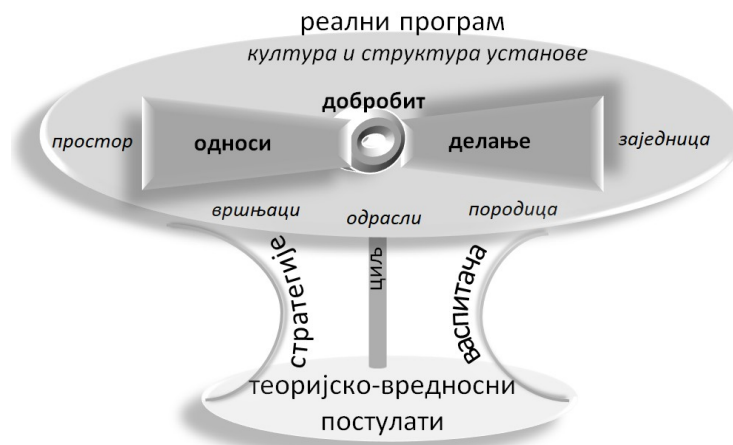 реални програм
култура и структура установе
добробит
простор
односи
делање
заједница
вршњаци
одрасли
породица
стратегије
циљ
васпитача
теоријско-вредносни
постулати